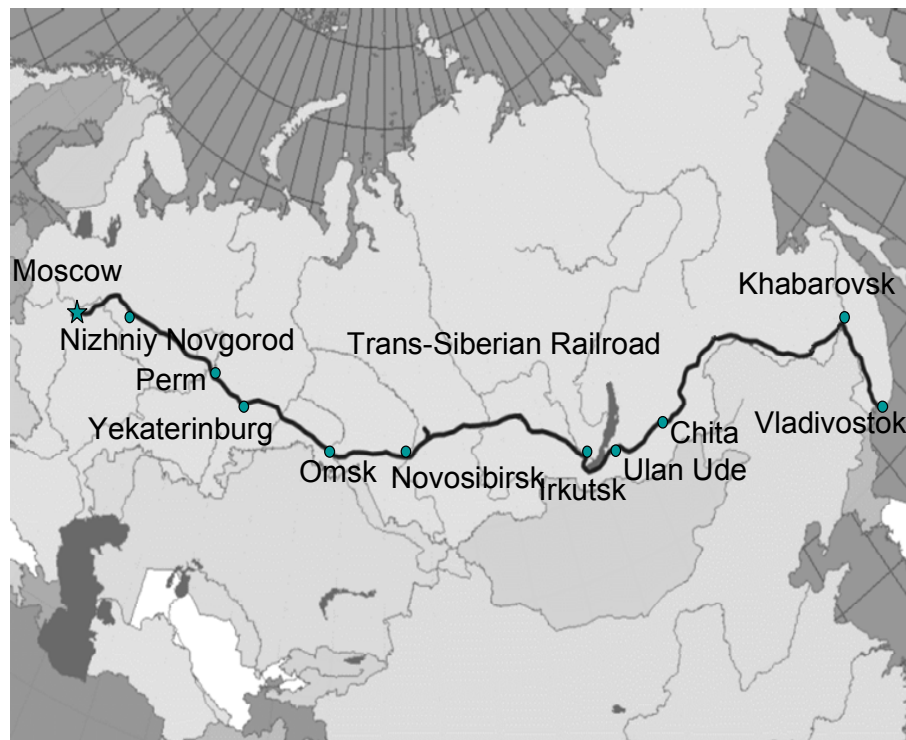 Moscow
Khabarovsk
Nizhniy Novgorod
Trans-Siberian Railroad
Perm
Yekaterinburg
Vladivostok
Chita
Omsk
Novosibirsk
Irkutsk
Ulan Ude